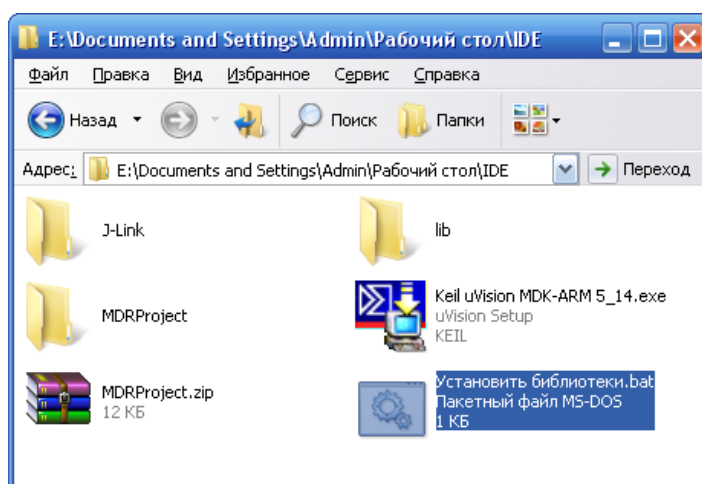 E:\Documents and Settings\Admin\Рабочий стол\IDE
Файл Правка Вид Избранное Сервис Справка
Назад Поиск Папки
Адрес: E:\Documents and Settings\Admin\Рабочий стол\IDE Переход
J-Link
lib
MDRProject
Keil uVision MDK-ARM 5_14.exe
uVision Setup
KEIL
MDRProject.zip
12 КБ
Установить библиотеки.bat
Пакетный файл MS-DOS
1 КБ